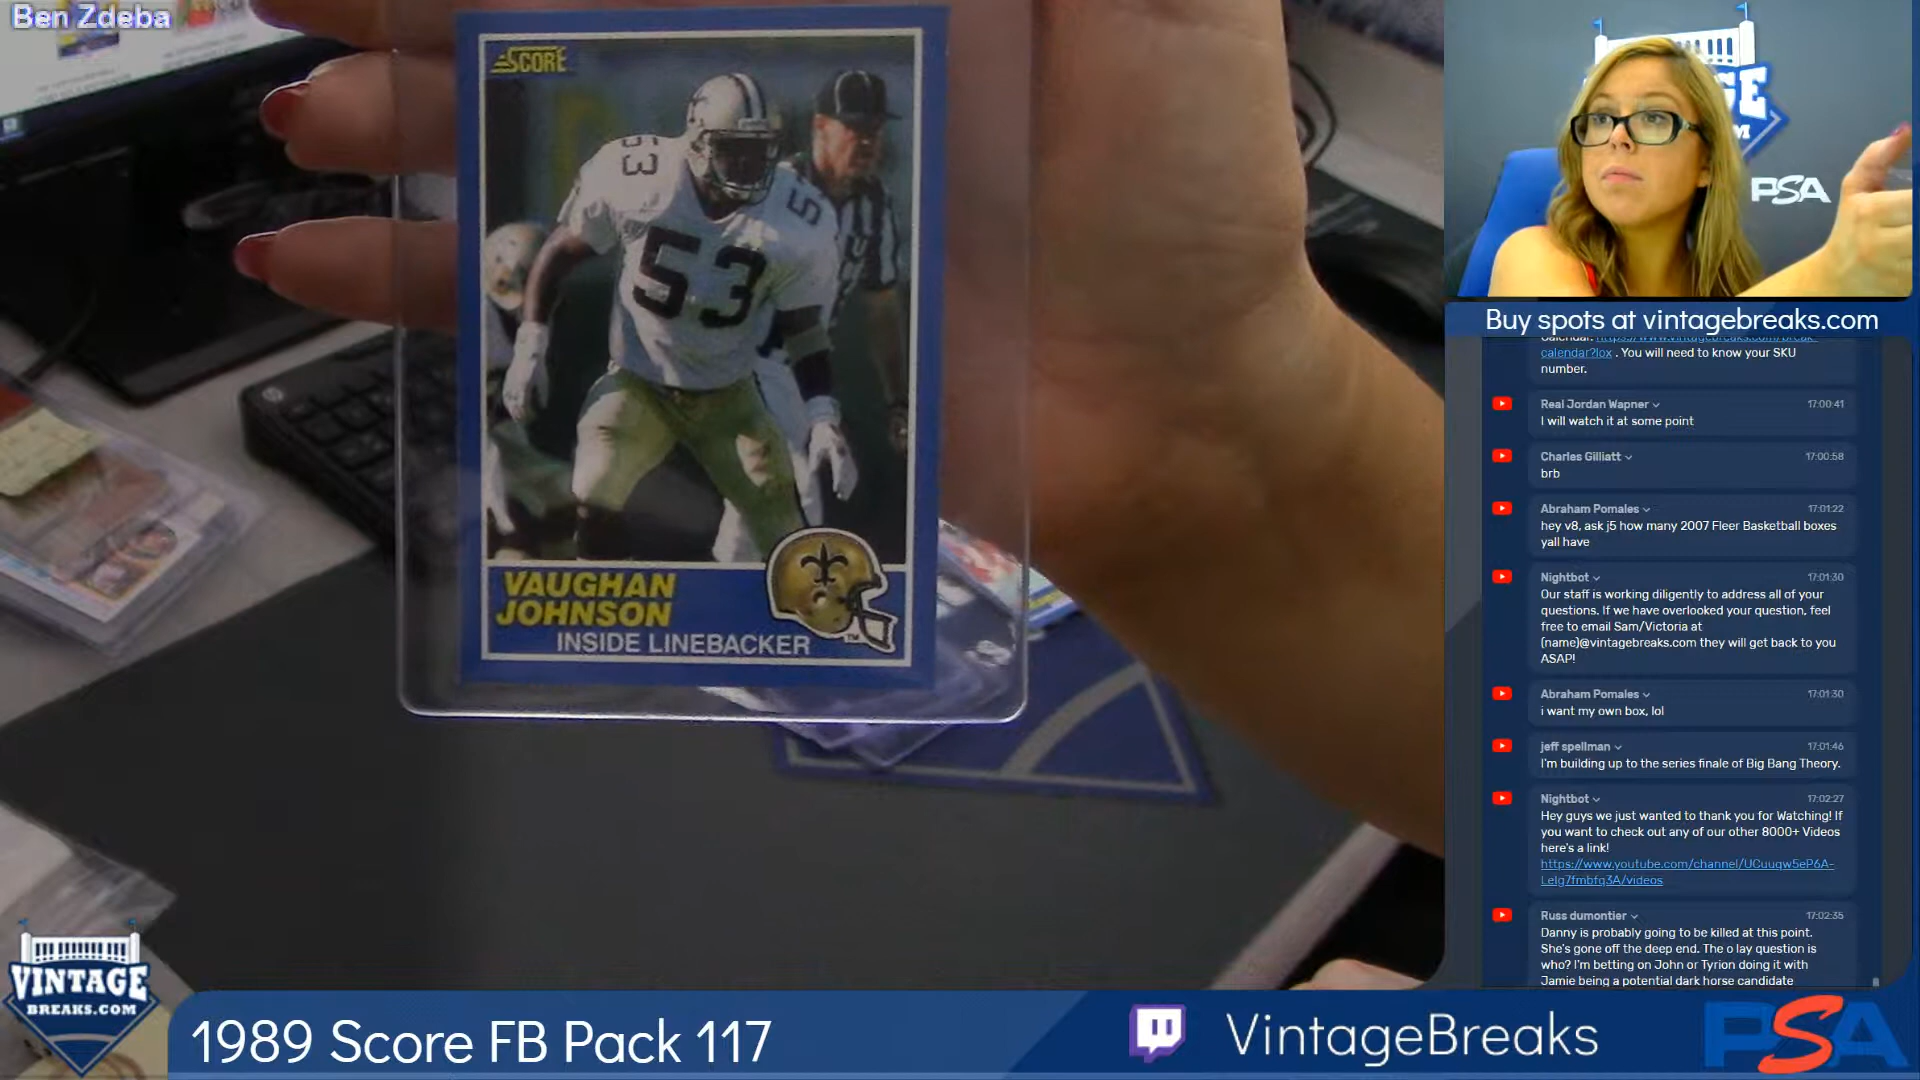 Ben Zdeba
SCORE
53
53
53
VAUGHAN
JOHNSON
INSIDE LINEBACKER
TM
PSA
Buy spots at vintagebreaks.com
calendar?lox . You will need to know your SKU
number.
Real Jordan Wapner 17:00:41
I will watch it at some point
Charles Gilliatt 17:00:58
brb
Abraham Pomales 17:01:22
hey v8, ask j5 how many 2007 Fleer Basketball boxes
yall have
Nightbot 17:01:30
Our staff is working diligently to address all of your
questions. If we have overlooked your question, feel
free to email Sam/Victoria at
(name)@vintagebreaks.com they will get back to you
ASAP!
Abraham Pomales 17:01:30
i want my own box, lol
jeff spellman 17:01:46
I'm building up to the series finale of Big Bang Theory.
Nightbot 17:02:27
Hey guys we just wanted to thank you for Watching! If
you want to check out any of our other 8000+ Videos
here's a link!
https://www.youtube.com/channel/UCuuqw5eP6A-
LeIg7fmbfg3A/videos
Russ dumontier 17:02:35
Danny is probably going to be killed at this point.
She's gone off the deep end. The o lay question is
who? I'm betting on John or Tyrion doing it with
Jamie being a potential dark horse candidate
VINTAGE
BREAKS.COM
1989 Score FB Pack 117
VintageBreaks
PSA